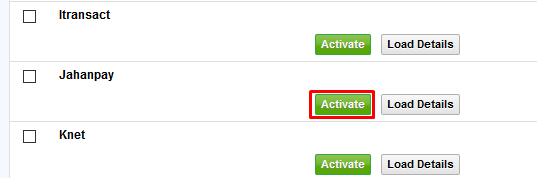 Itransact
Activate Load Details
Jahanpay
Activate Load Details
Knet
Activate Load Details